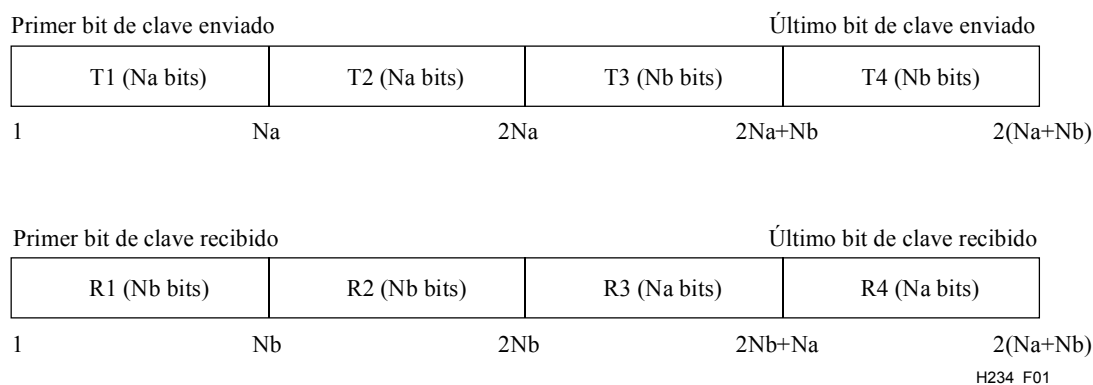 Primer bit de clave enviado Último bit de clave enviado
T1 (Na bits) T2 (Na bits) T3 (Nb bits) T4 (Nb bits)
1 Na 2Na 2Na+Nb 2(Na+Nb)
Primer bit de clave recibido Último bit de clave recibido
R1 (Nb bits) R2 (Nb bits) R3 (Na bits) R4 (Na bits)
1 Nb 2Nb 2Nb+Na 2(Na+Nb)
H234_F01